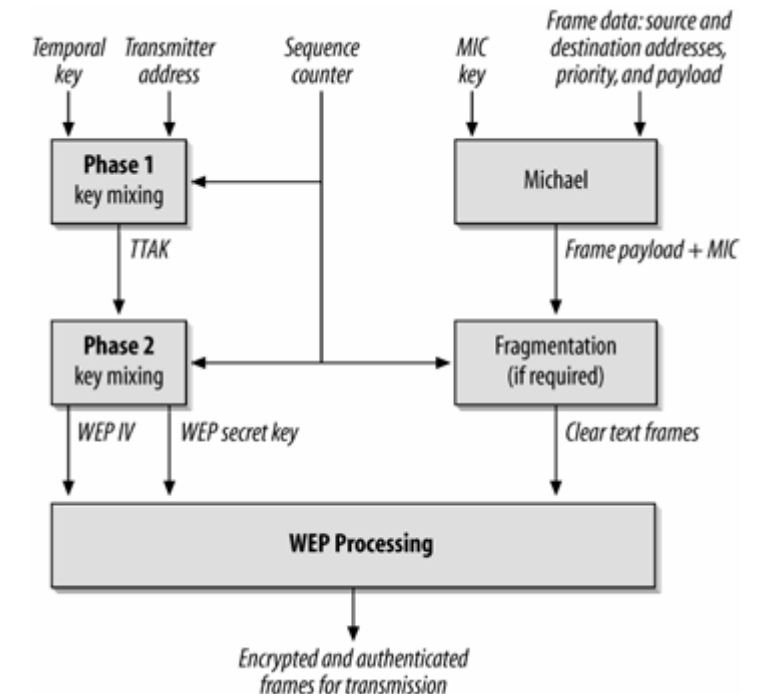 Temporal
key
Transmitter
address
Sequence
counter
MIC
key
Frame data: source and
destination addresses,
priority, and payload
Phase 1
key mixing
Michael
TTAK
Frame payload + MIC
Phase 2
key mixing
Fragmentation
(if required)
WEP IV
WEP secret key
Clear text frames
WEP Processing
Encrypted and authenticated
frames for transmission